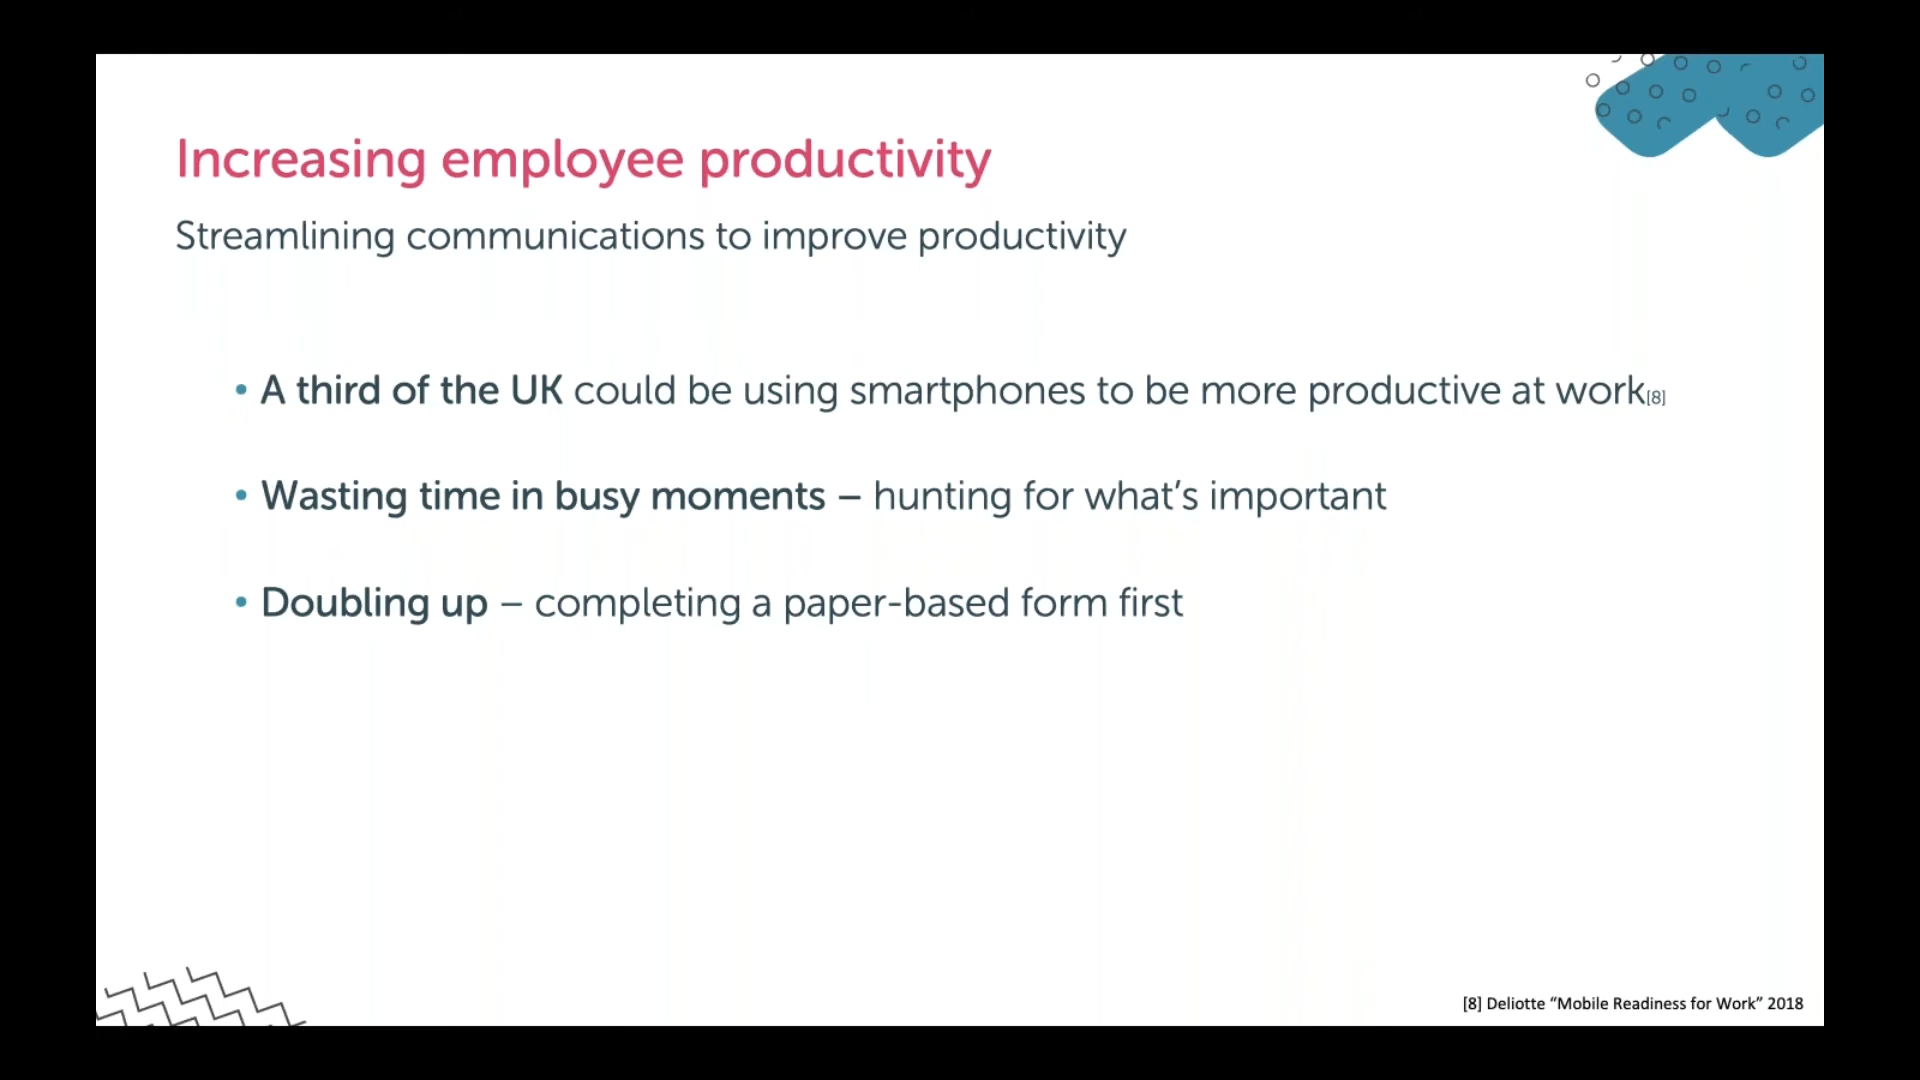 Increasing employee productivity
Streamlining communications to improve productivity
• A third of the UK could be using smartphones to be more productive at work[8]
• Wasting time in busy moments – hunting for what’s important
• Doubling up – completing a paper-based form first
[8] Deliotte “Mobile Readiness for Work” 2018